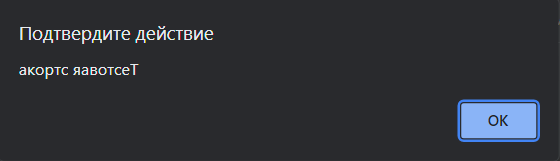 Подтвердите действие
акортс яавотсеТ
OK